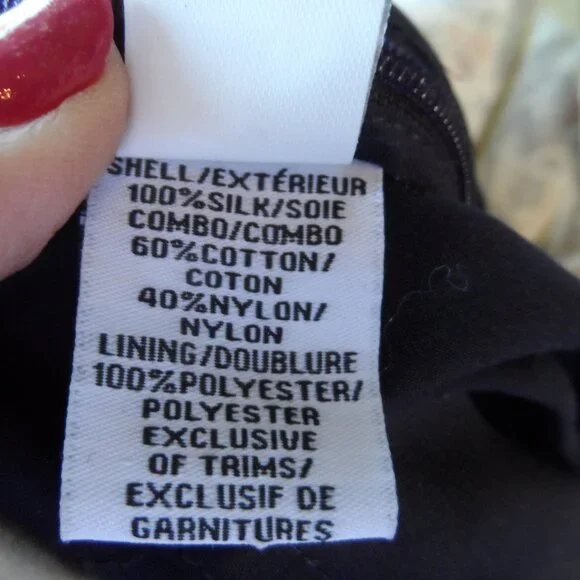 SHELL/EXTÉRIEUR
100%SILK/SOIE
COMBO/COMBO
60%COTTON/
COTON
40%NYLON/
NYLON
LINING/DOUBLURE
100%POLYESTER/
POLYESTER
EXCLUSIVE
OF TRIMS/
EXCLUSIF DE
GARNITURES